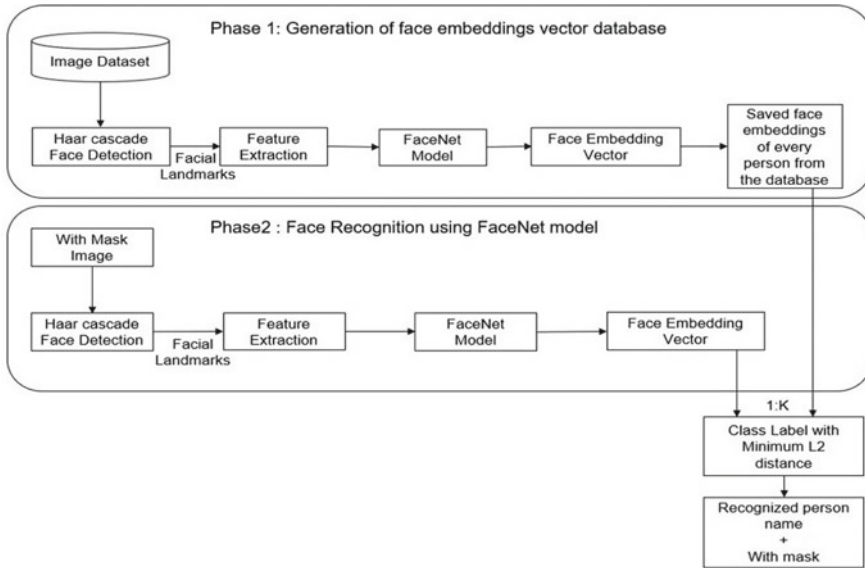 Phase 1: Generation of face embeddings vector database
Image Dataset
Haar cascade
Face Detection
Facial
Landmarks
Feature
Extraction
FaceNet
Model
Face Embedding
Vector
Saved face
embeddings
of every
person from
the database
Phase2 : Face Recognition using FaceNet model
With Mask
Image
Haar cascade
Face Detection
Facial
Landmarks
Feature
Extraction
FaceNet
Model
Face Embedding
Vector
1:K
Class Label with
Minimum L2
distance
Recognized person
name
+
With mask